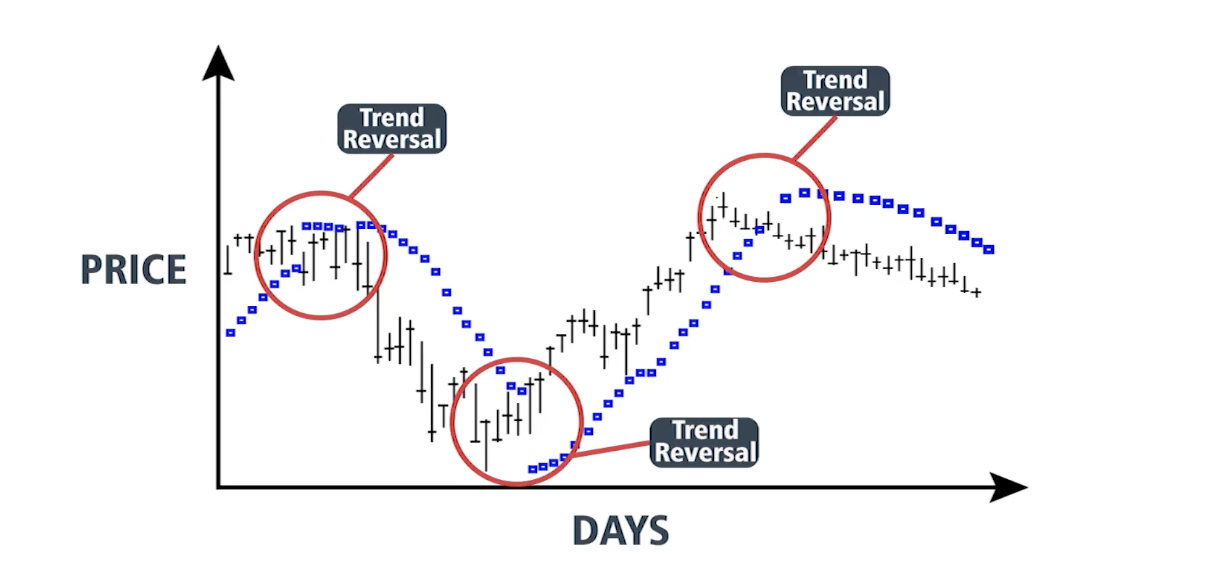 Trend
Reversal
Trend
Reversal
PRICE
Trend
Reversal
DAYS